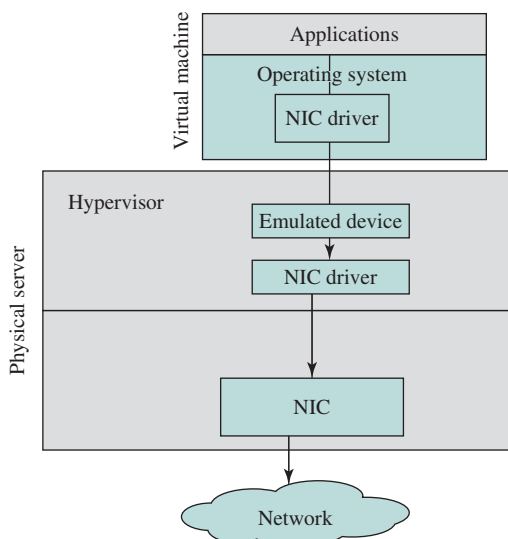 Virtual machine
Applications
Operating system
NIC driver
Physical server
Hypervisor
Emulated device
NIC driver
NIC
Network